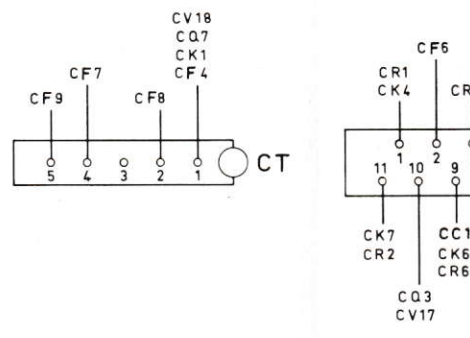 CV18
CQ7
CK1
CF7 CF4
CF9 CF8
5 4 3 2 1 CT
CF6
CR1 CR
CK4
1 2
11 10 9
CK7 CC1
CR2 CK6
CR6
CQ3
CV17